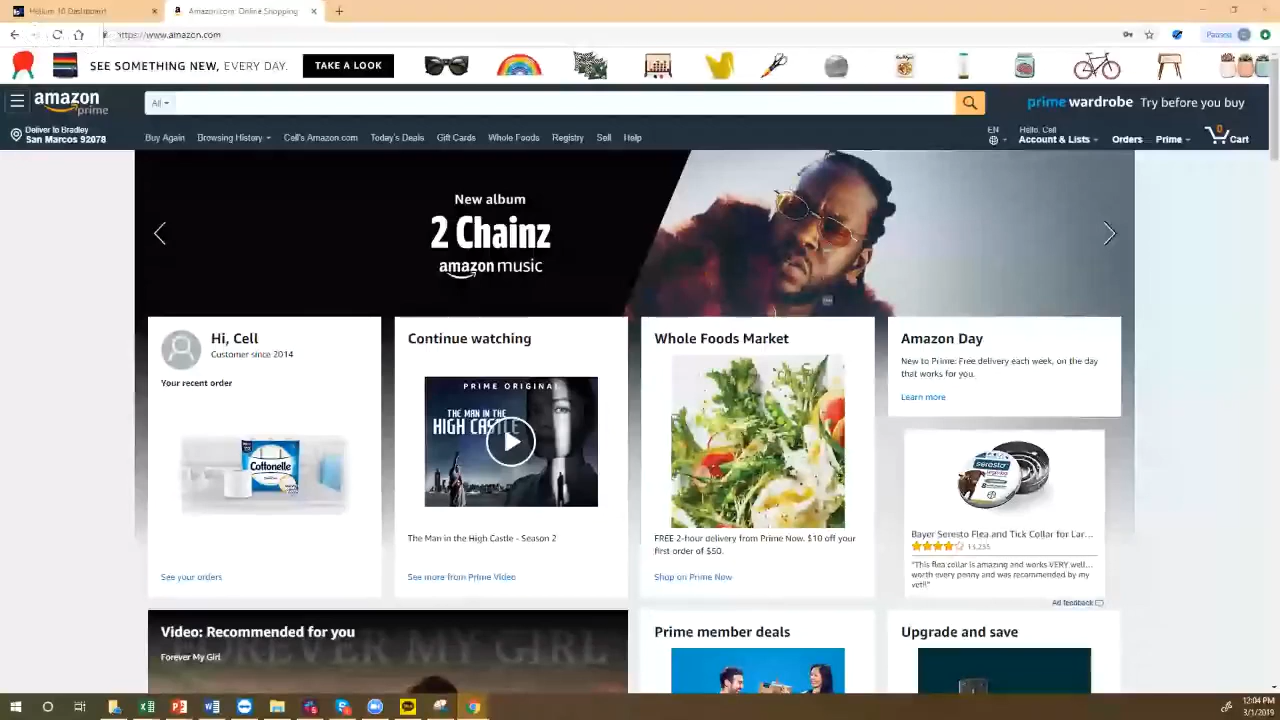 Helium 10 Dashboard
Amazon.com: Online Shopping
https://www.amazon.com
Paused
SEE SOMETHING NEW, EVERY DAY.
TAKE A LOOK
amazon prime
All
prime wardrobe Try before you buy
Deliver to Bradley
San Marcos 92078
Buy Again Browsing History Cell's Amazon.com Today's Deals Gift Cards Whole Foods Registry Sell Help
EN
Hello, Cell
Account & Lists Orders Prime 0 Cart
New album
2 Chainz
amazon music
Hi, Cell
Customer since 2014
Your recent order
Cottonelle
See your orders
Continue watching
PRIME ORIGINAL
THE MAN IN THE
HIGH CASTLE
The Man in the High Castle - Season 2
See more from Prime Video
Whole Foods Market
FREE 2-hour delivery from Prime Now. $10 off your
first order of $50.
Shop on Prime Now
Amazon Day
New to Prime: Free delivery each week, on the day
that works for you.
Learn more
seresto
Bayer Seresto Flea and Tick Collar for Lar...
"This flea collar is amazing and works VERY well...
worth every penny and was recommended by my
vet!!"
Ad feedback
Video: Recommended for you
Forever My Girl
FOREVER MY GIRL
Prime member deals
Upgrade and save
12:04 PM
3/1/2019